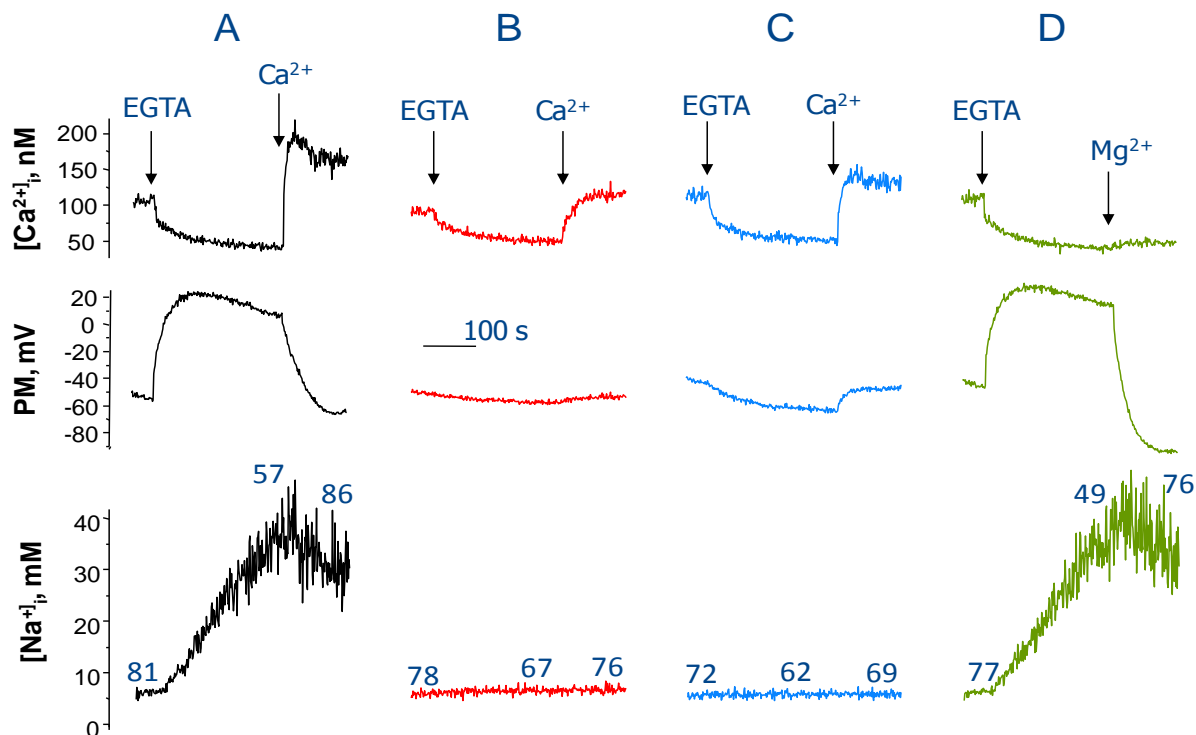 A B C D
EGTA Ca²⁺ EGTA Ca²⁺ EGTA Ca²⁺ EGTA Mg²⁺
[Ca²⁺]ᵢ, nM
200
150
100
50
PM, mV
20
0
-20
-40
-60
-80
100 s
[Na⁺]ᵢ, mM
40
30
20
10
0
81 57 86
78 67 76
72 62 69
77 49 76